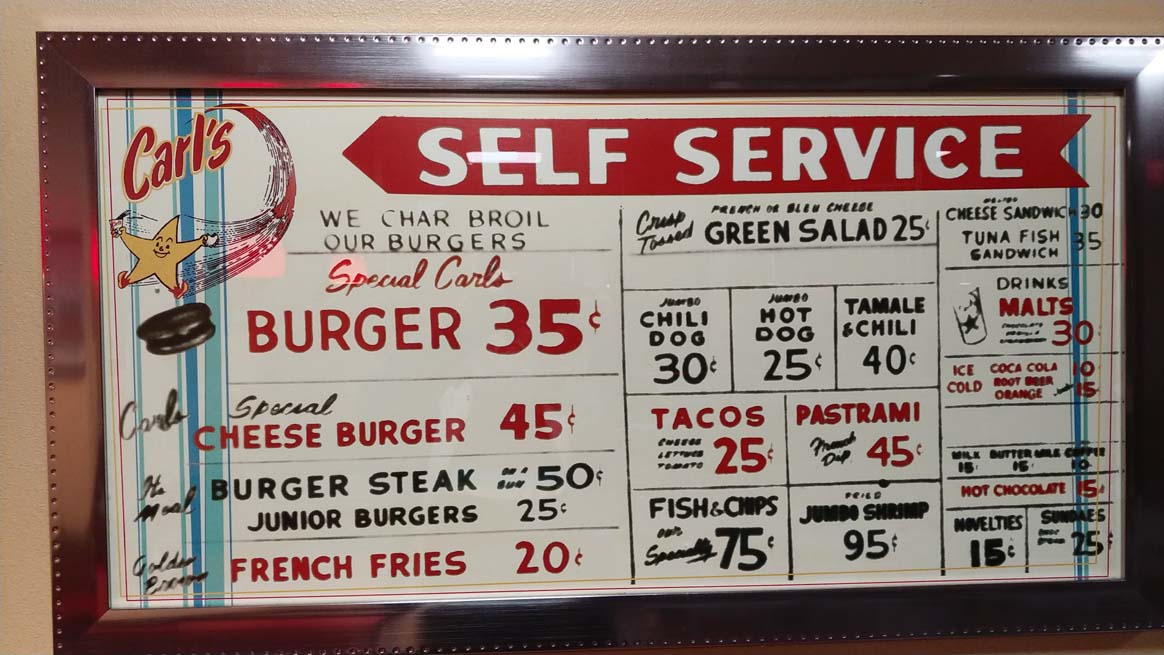 Carl's
SELF SERVICE
WE CHAR BROIL
OUR BURGERS
Special Carls
BURGER 35¢
Carls Special
CHEESE BURGER 45¢
BURGER STEAK ON A BUN 50¢
JUNIOR BURGERS 25¢
Golden Brown
FRENCH FRIES 20¢
Crisp Tossed
FRENCH OR BLEU CHEESE
GREEN SALAD 25¢
JUMBO
CHILI
DOG
30¢
JUMBO
HOT
DOG
25¢
TAMALE
& CHILI
40¢
TACOS
CHEESE
LETTUCE
TOMATO
25¢
PASTRAMI
French Dip
45¢
FISH & CHIPS
our
Specialty
75¢
FRIED
JUMBO SHRIMP
95¢
CHEESE SANDWICH 30
TUNA FISH
SANDWICH
35
DRINKS
MALTS
30¢
ICE COLD
COCA COLA 10
ROOT BEER
ORANGE
15¢
MILK BUTTERMILK COFFEE
15¢ 15¢ 10
HOT CHOCOLATE 15¢
NOVELTIES
15¢
SUNDAES
25¢